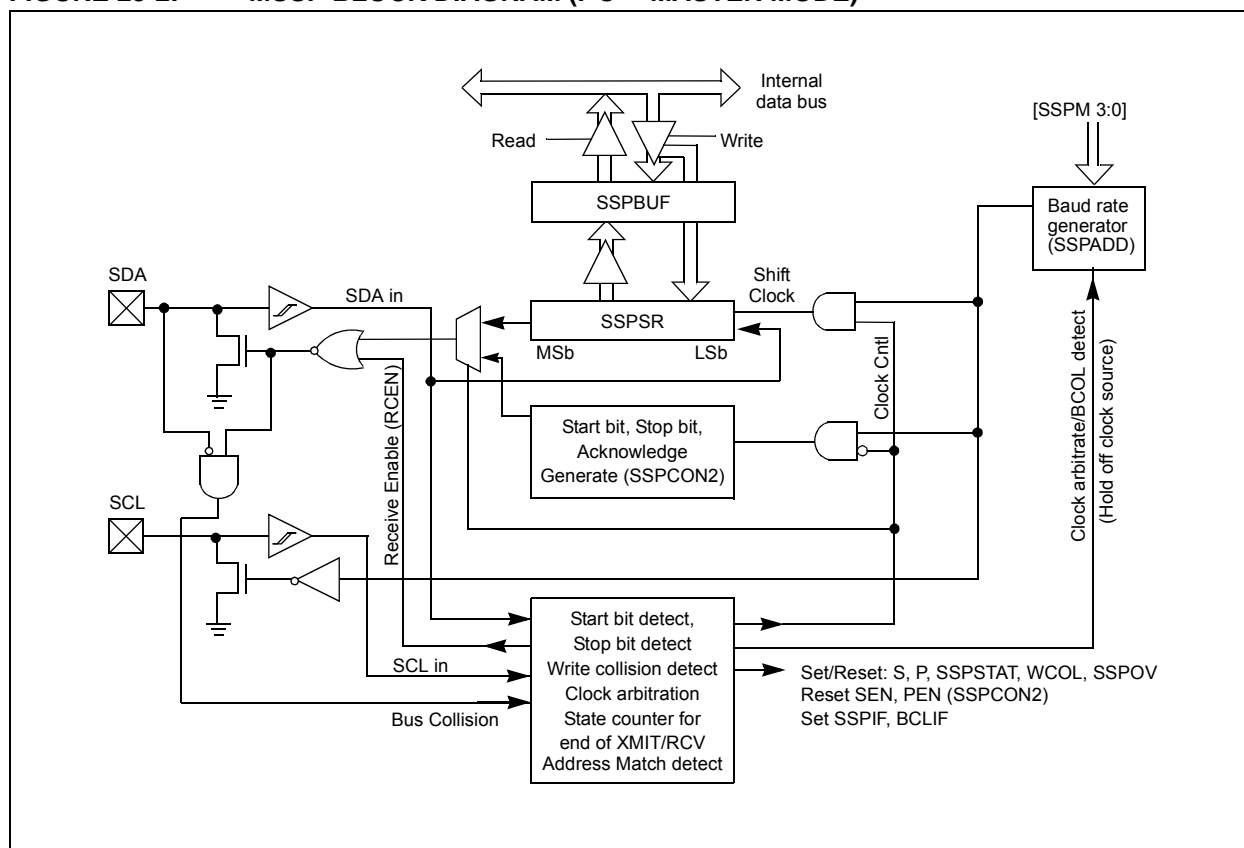 Internal
data bus
Read
Write
[SSPM 3:0]
SSPBUF
Baud rate
generator
(SSPADD)
SDA
SDA in
Shift
Clock
SSPSR
MSb
LSb
Receive Enable (RCEN)
Clock Cntl
Clock arbitrate/BCOL detect
(Hold off clock source)
Start bit, Stop bit,
Acknowledge
Generate (SSPCON2)
SCL
SCL in
Bus Collision
Start bit detect,
Stop bit detect
Write collision detect
Clock arbitration
State counter for
end of XMIT/RCV
Address Match detect
Set/Reset: S, P, SSPSTAT, WCOL, SSPOV
Reset SEN, PEN (SSPCON2)
Set SSPIF, BCLIF